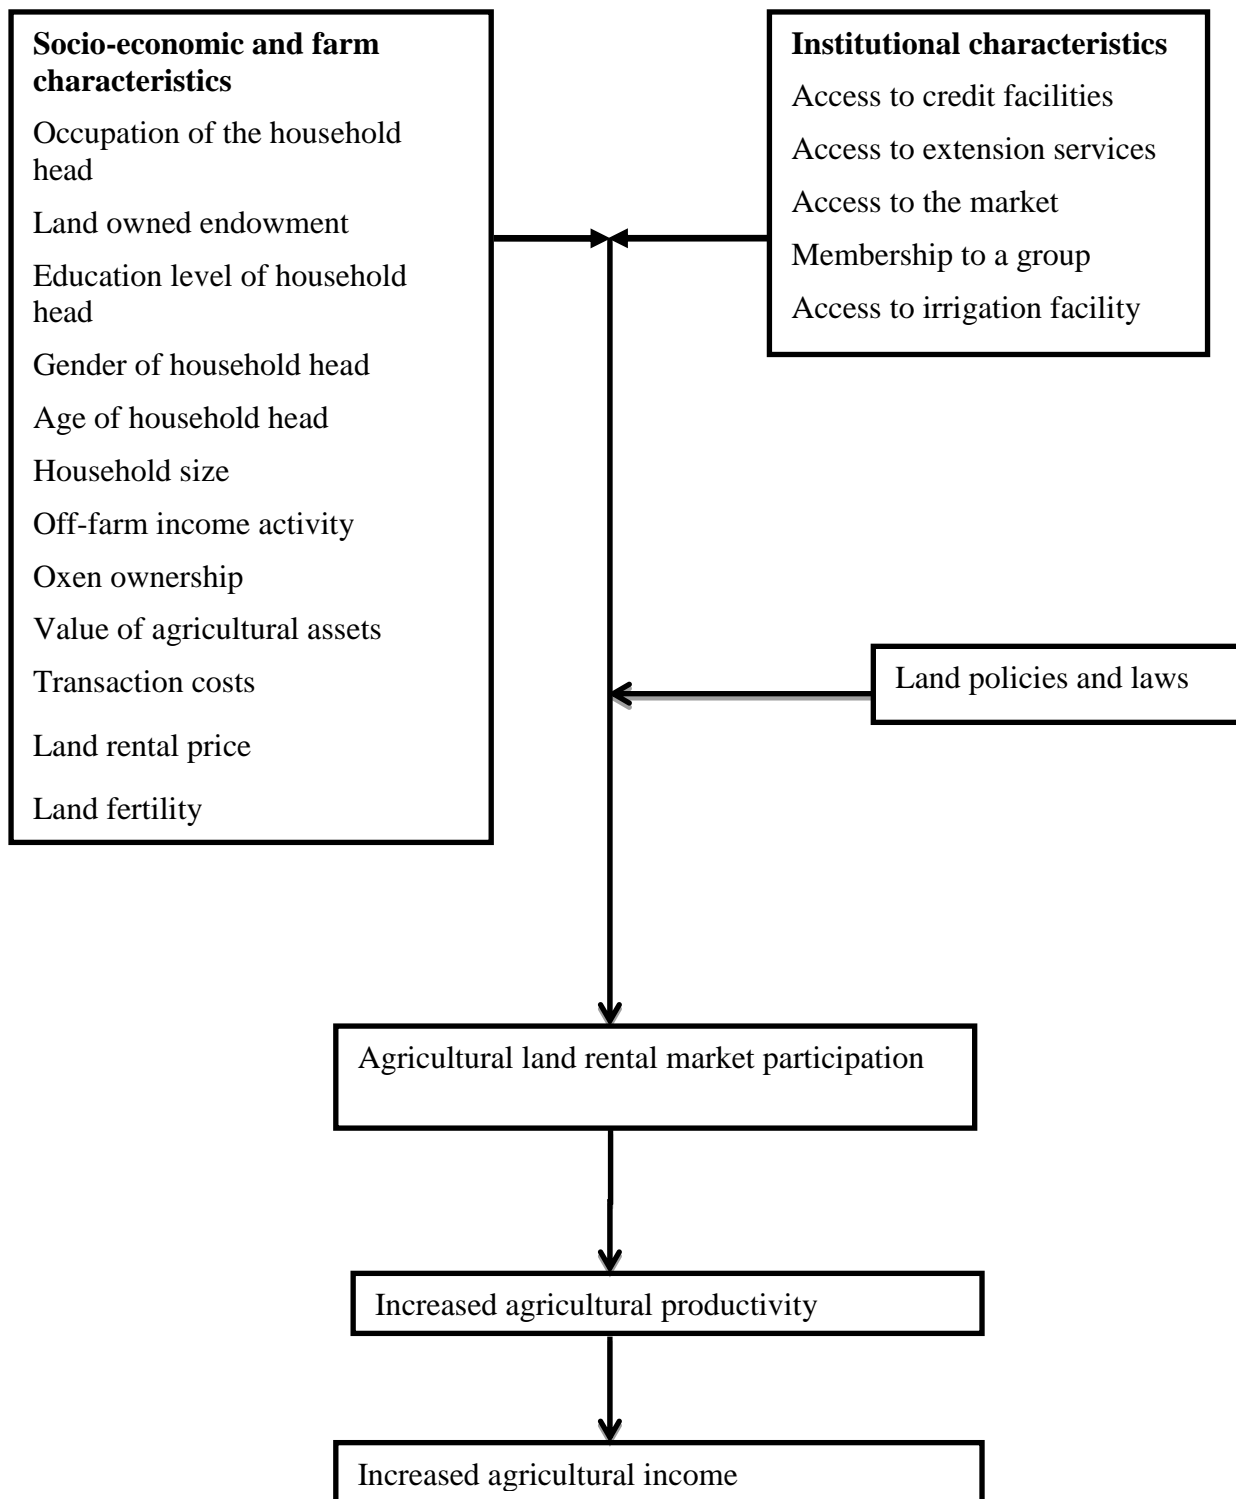 Socio-economic and farm
characteristics
Occupation of the household
head
Land owned endowment
Education level of household
head
Gender of household head
Age of household head
Household size
Off-farm income activity
Oxen ownership
Value of agricultural assets
Transaction costs
Land rental price
Land fertility
Institutional characteristics
Access to credit facilities
Access to extension services
Access to the market
Membership to a group
Access to irrigation facility
Land policies and laws
Agricultural land rental market participation
Increased agricultural productivity
Increased agricultural income